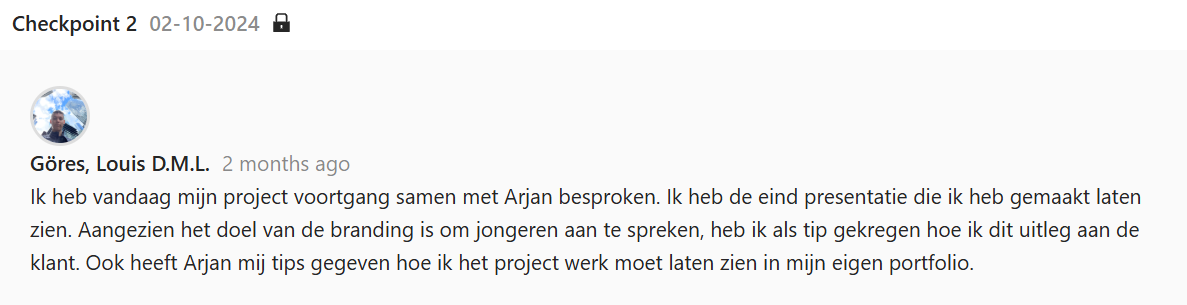 Checkpoint 2 02-10-2024
Göres, Louis D.M.L. 2 months ago
Ik heb vandaag mijn project voortgang samen met Arjan besproken. Ik heb de eind presentatie die ik heb gemaakt laten
zien. Aangezien het doel van de branding is om jongeren aan te spreken, heb ik als tip gekregen hoe ik dit uitleg aan de
klant. Ook heeft Arjan mij tips gegeven hoe ik het project werk moet laten zien in mijn eigen portfolio.